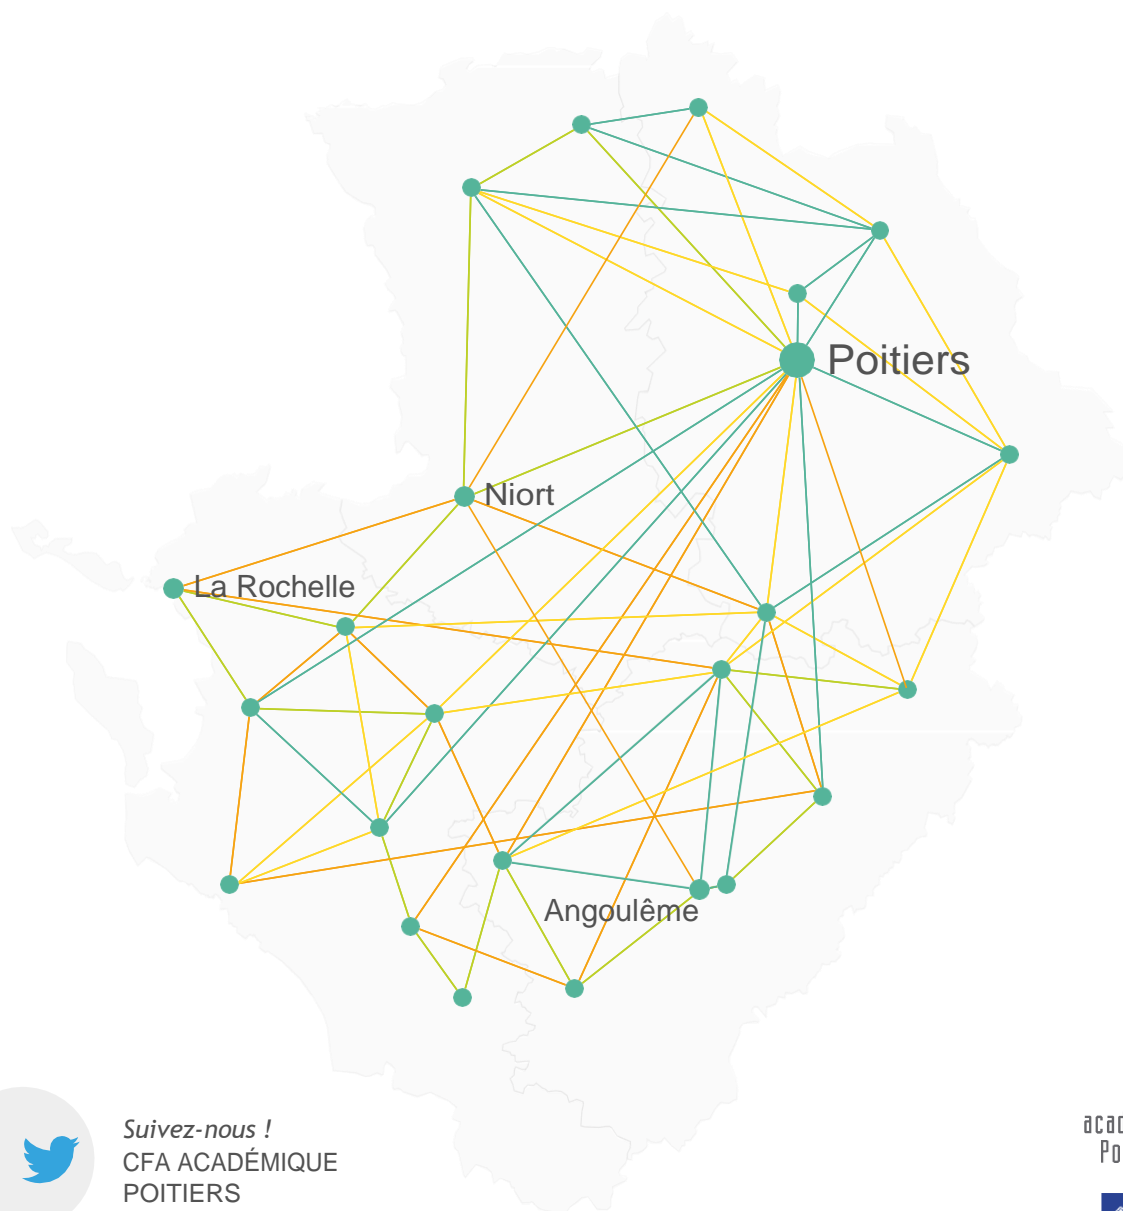 Poitiers
Niort
La Rochelle
Angoulême
Suivez-nous !
CFA ACADÉMIQUE
POITIERS